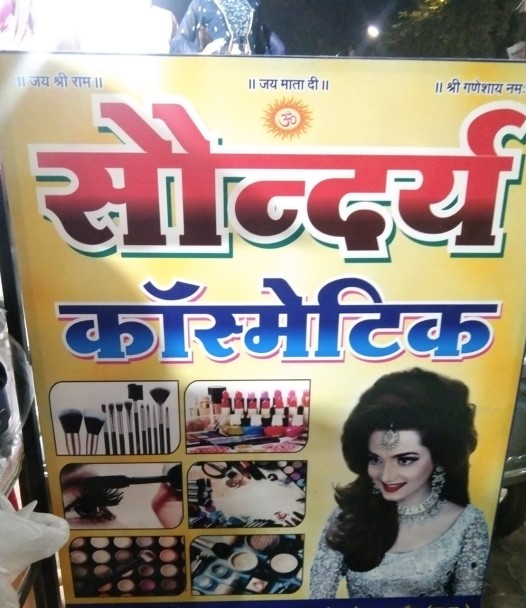 ॥ जय श्री राम ॥ ॥ जय माता दी ॥ ॥ श्री गणेशाय नमः
ॐ
सौन्दर्य
कॉस्मेटिक